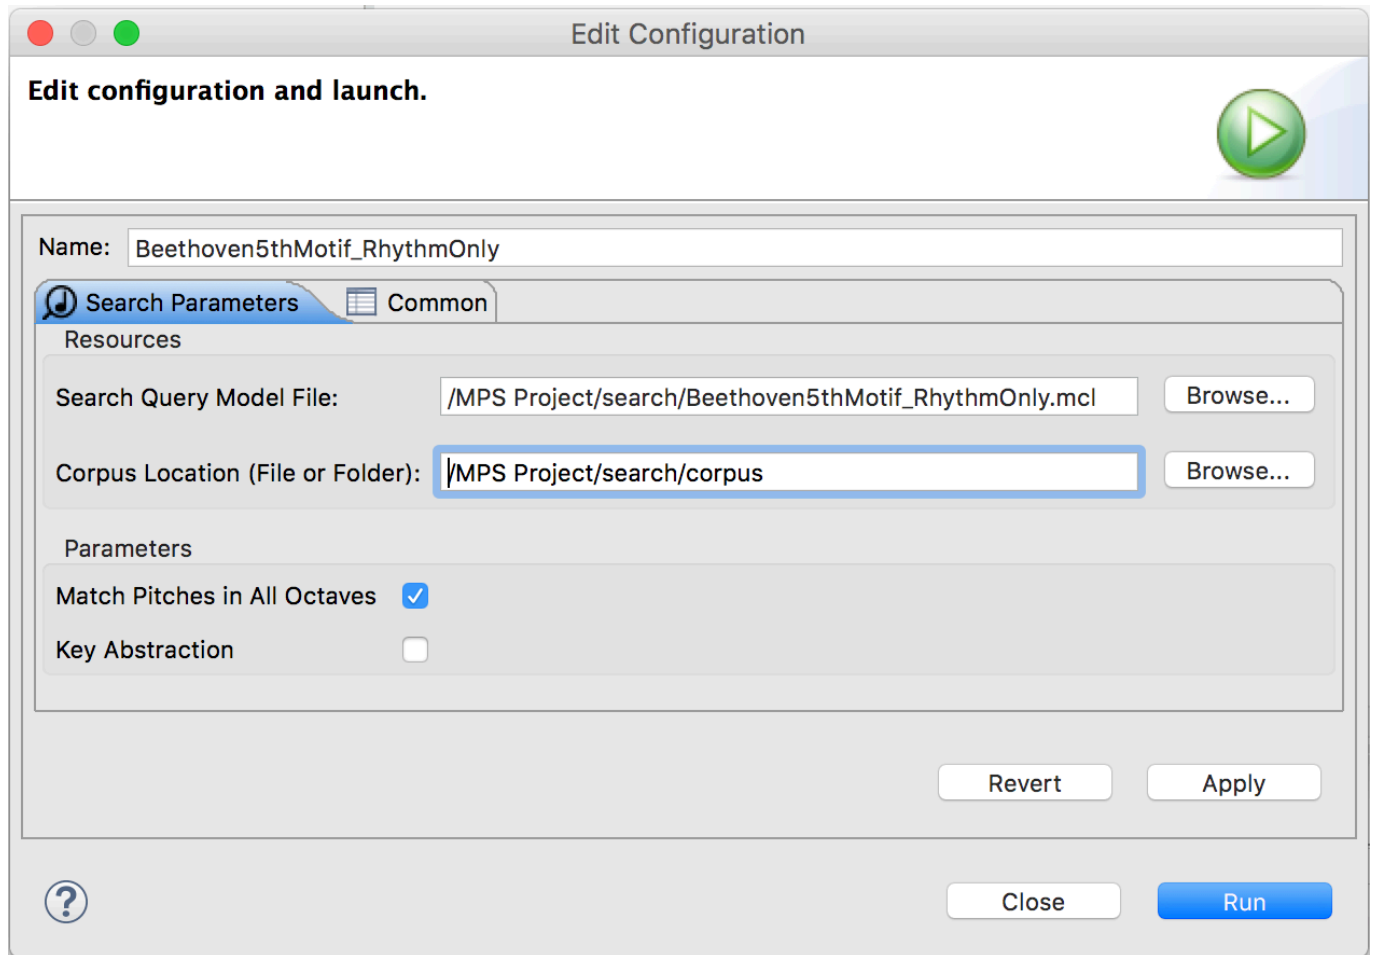 Edit Configuration
Edit configuration and launch.
Name: BeethovenSthMotif_RhythmOnly
Search Parameters Common
Resources
Search Query Model File: /MPS Project/search/Beethoven5thMotif_RhythmOnly.mcl Browse...
Corpus Location (File or Folder): /MPS Project/search/corpus Browse...
Parameters
Match Pitches in All Octaves
Key Abstraction
Revert Apply
? Close Run